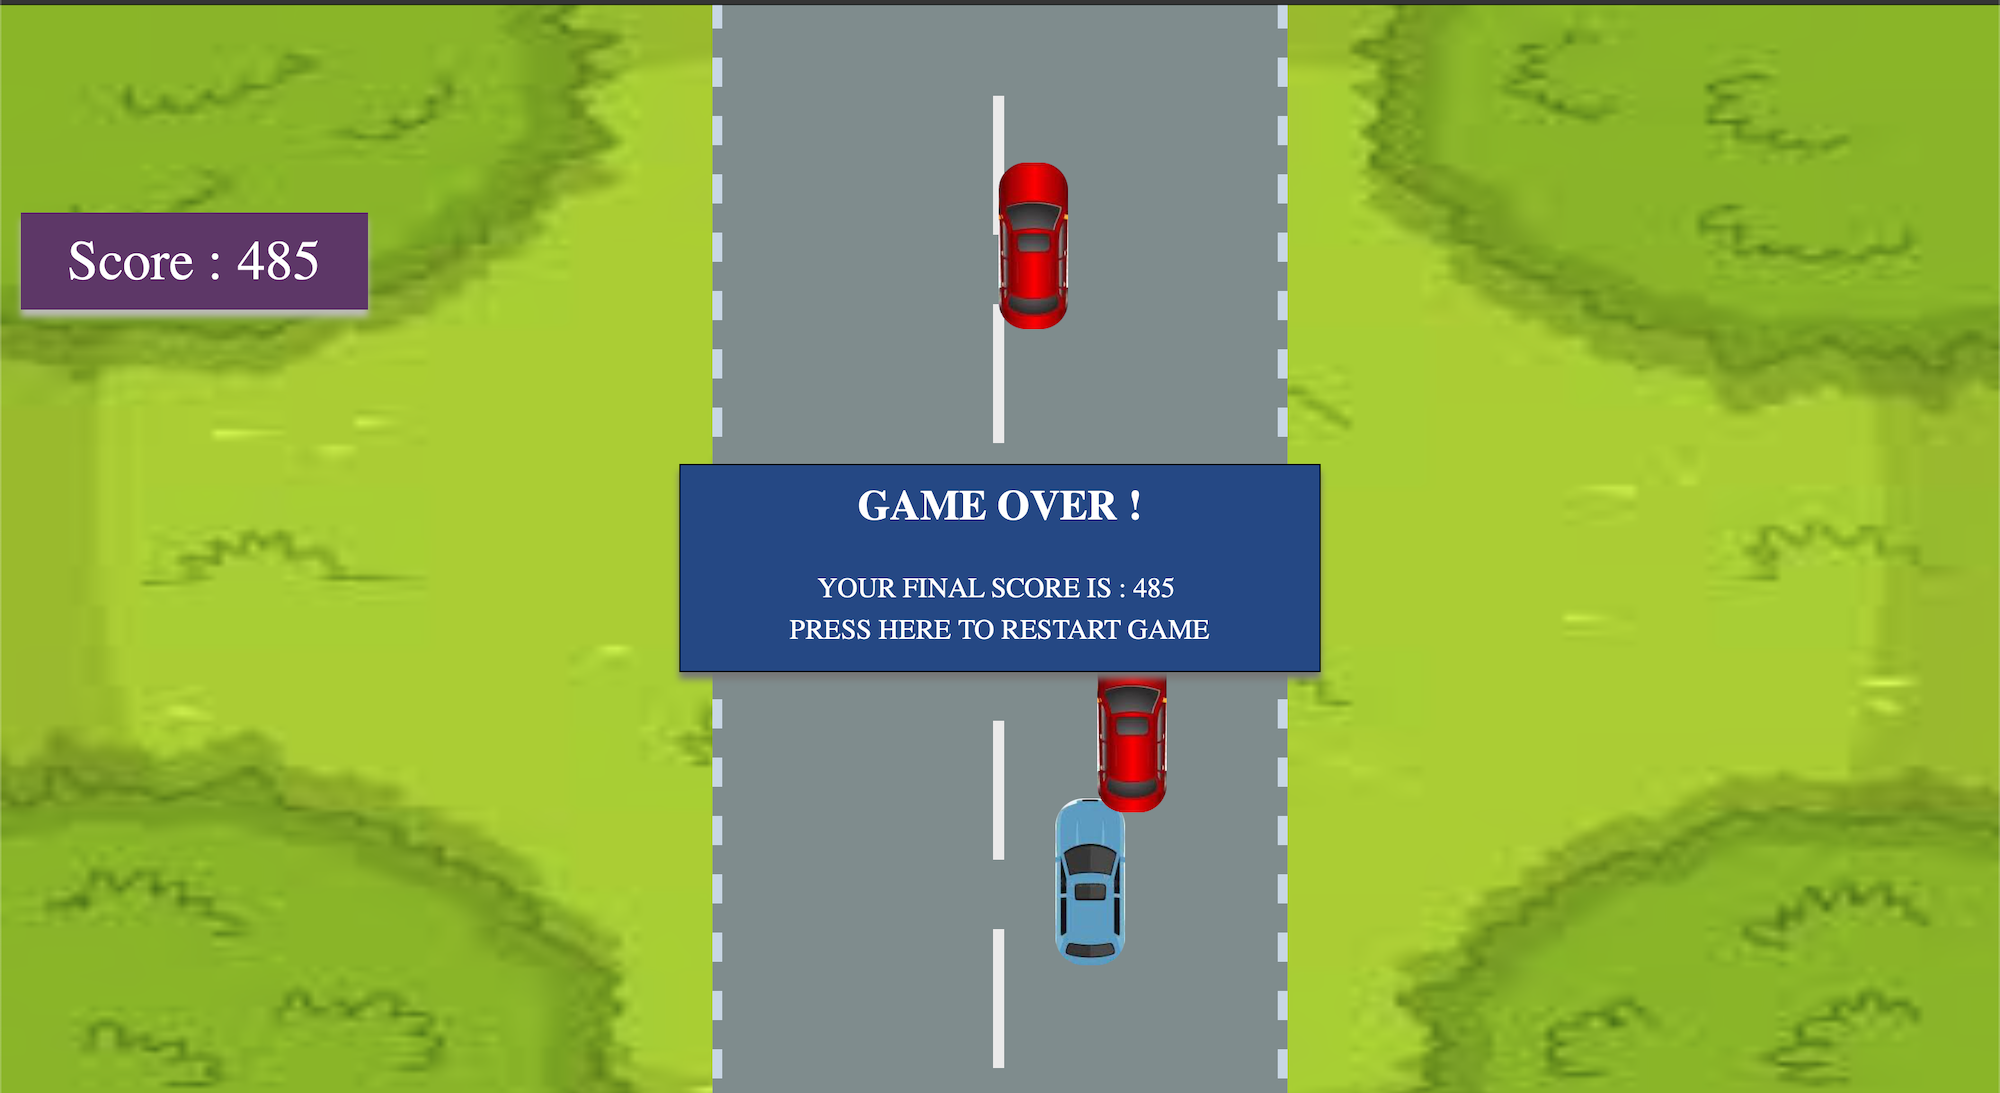 Score : 485
GAME OVER !
YOUR FINAL SCORE IS : 485
PRESS HERE TO RESTART GAME